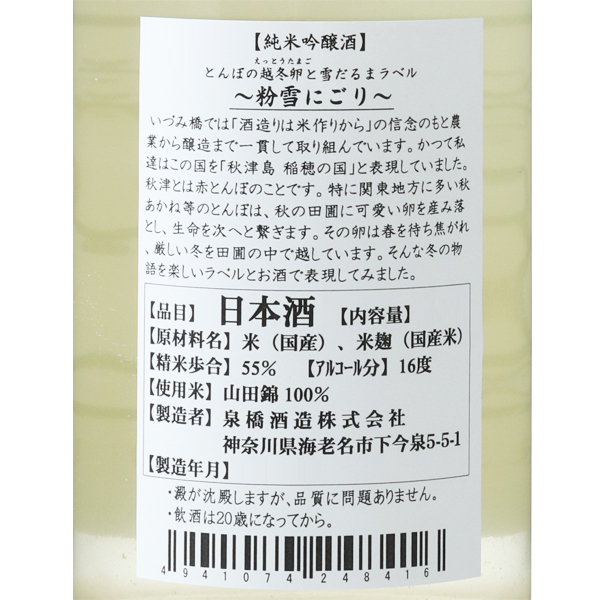 【純米吟醸酒】
えっとうたまご
とんぼの越冬卵と雪だるまラベル
～粉雪にごり～
いづみ橋では「酒造りは米作りから」の信念のもと農
業から醸造まで一貫して取り組んでいます。かつて私
達はこの国を「秋津島 稲穂の国」と表現していました。
秋津とは赤とんぼのことです。特に関東地方に多い秋
あかね等のとんぼは、秋の田圃に可愛い卵を産み落
とし、生命を次へと繋ぎます。その卵は春を待ち焦がれ
、厳しい冬を田圃の中で越しています。そんな冬の物
語を楽しいラベルとお酒で表現してみました。
【品目】 日本酒 【内容量】
【原材料名】 米（国産）、米麹（国産米）
【精米歩合】 55% 【アルコール分】 16度
【使用米】 山田錦 100%
【製造者】 泉橋酒造株式会社
神奈川県海老名市下今泉5-5-1
【製造年月】
・澱が沈殿しますが、品質に問題ありません。
・飲酒は20歳になってから。
4941074248416